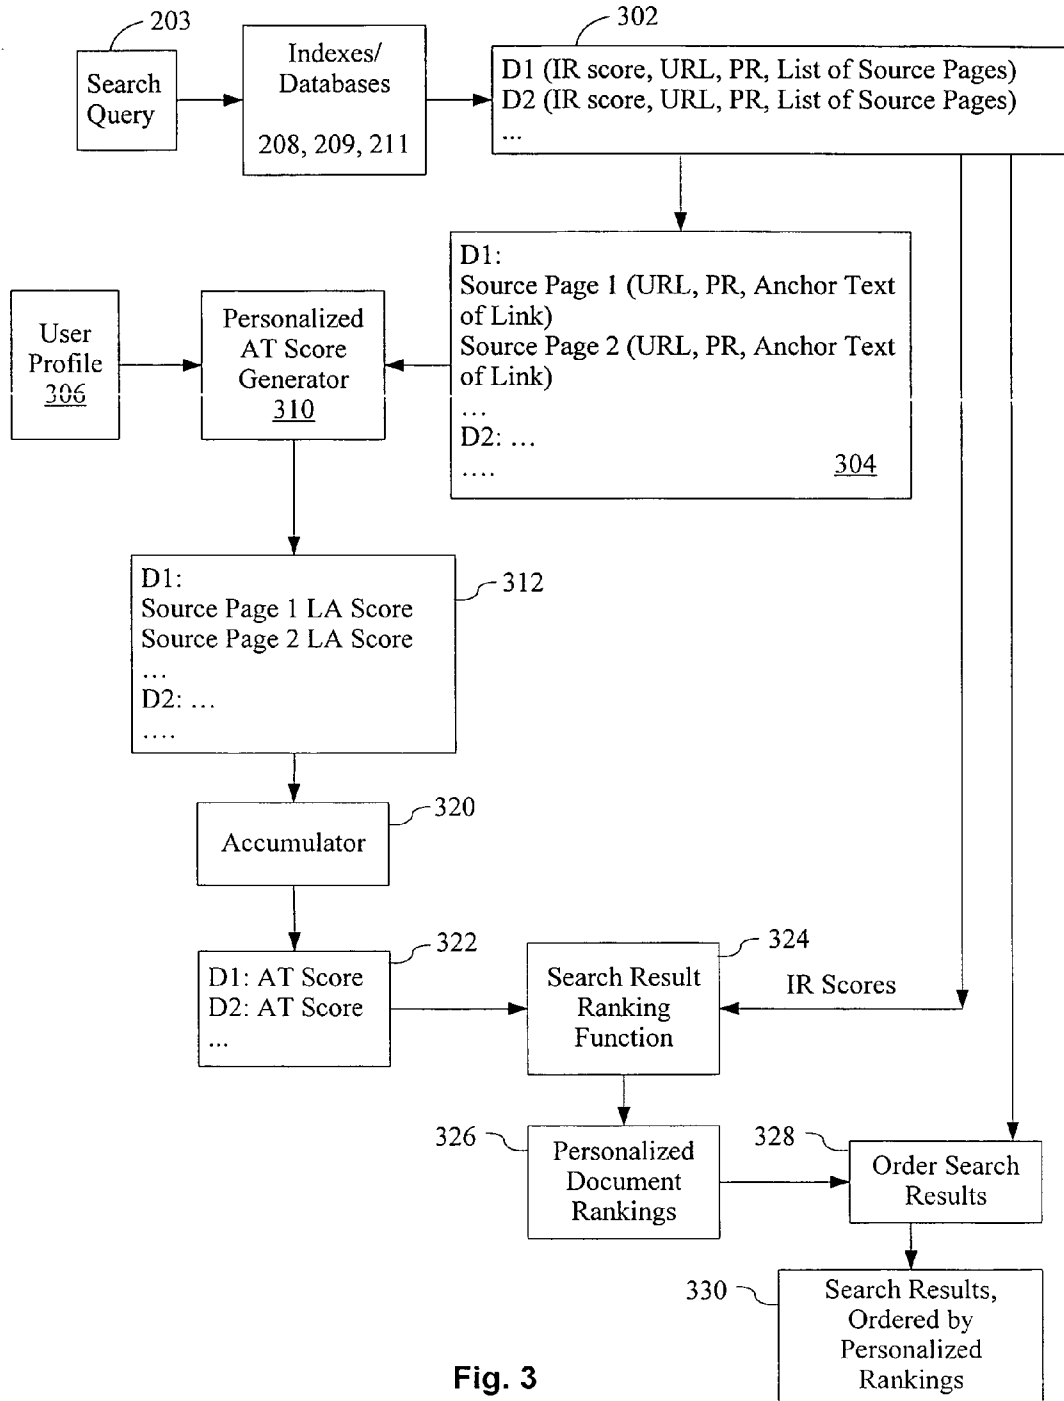 203
Search
Query
Indexes/
Databases
208, 209, 211
302
D1 (IR score, URL, PR, List of Source Pages)
D2 (IR score, URL, PR, List of Source Pages)
...
D1:
Source Page 1 (URL, PR, Anchor Text
of Link)
Source Page 2 (URL, PR, Anchor Text
of Link)
...
D2: ...
....
304
User
Profile
306
Personalized
AT Score
Generator
310
312
D1:
Source Page 1 LA Score
Source Page 2 LA Score
...
D2: ...
....
320
Accumulator
322
D1: AT Score
D2: AT Score
...
324
Search Result
Ranking
Function
IR Scores
326
Personalized
Document
Rankings
328
Order Search
Results
330
Search Results,
Ordered by
Personalized
Rankings
Fig. 3